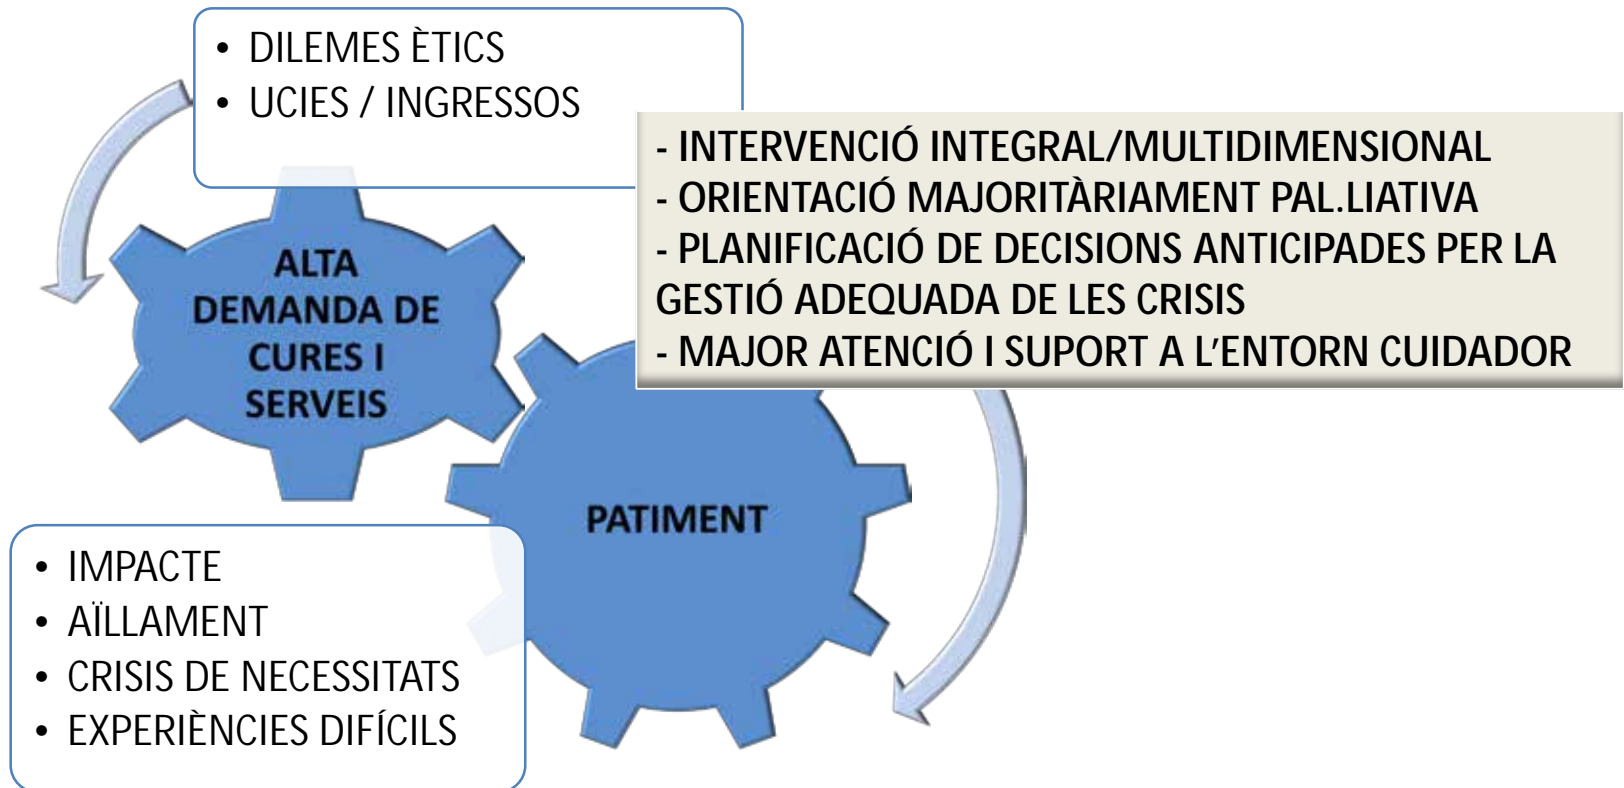 • DILEMES ÈTICS
• UCIES / INGRESSOS
- INTERVENCIÓ INTEGRAL/MULTIDIMENSIONAL
- ORIENTACIÓ MAJORITÀRIAMENT PAL.LIATIVA
- PLANIFICACIÓ DE DECISIONS ANTICIPADES PER LA
GESTIÓ ADEQUADA DE LES CRISIS
- MAJOR ATENCIÓ I SUPORT A L’ENTORN CUIDADOR
ALTA
DEMANDA DE
CURES I
SERVEIS
PATIMENT
• IMPACTE
• AÏLLAMENT
• CRISIS DE NECESSITATS
• EXPERIÈNCIES DIFÍCILS